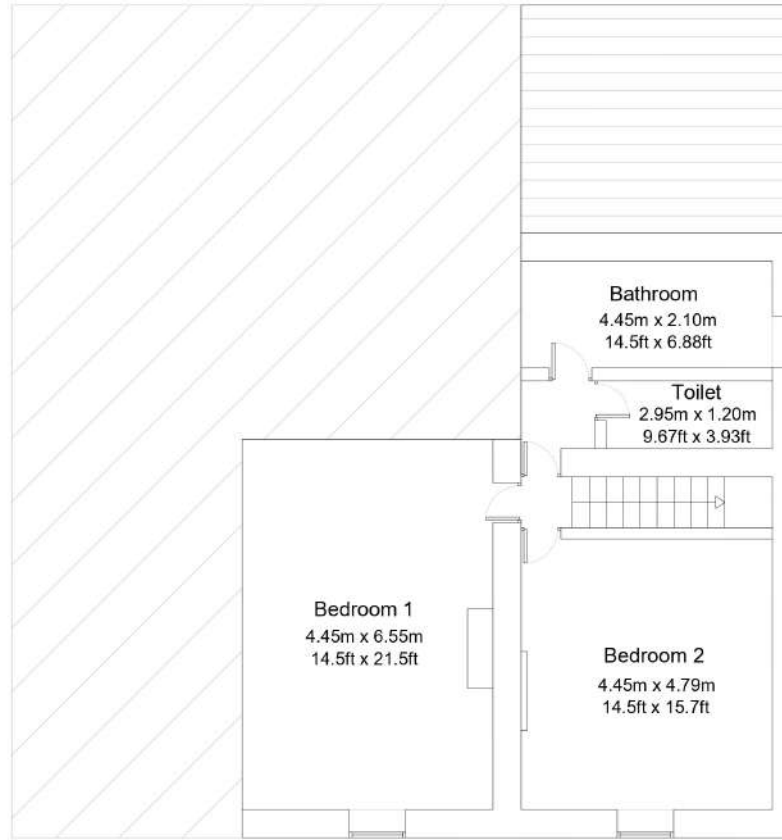 Bathroom
4.45m x 2.10m
14.5ft x 6.88ft
Toilet
2.95m x 1.20m
9.67ft x 3.93ft
Bedroom 1
4.45m x 6.55m
14.5ft x 21.5ft
Bedroom 2
4.45m x 4.79m
14.5ft x 15.7ft